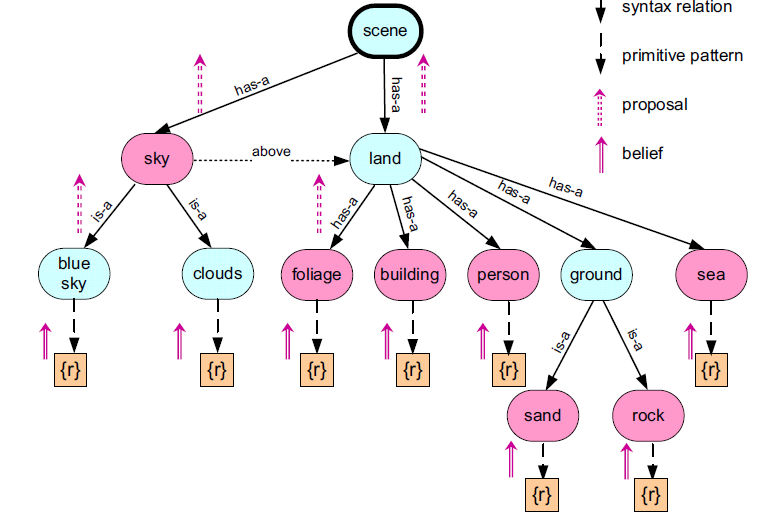 syntax relation
scene
primitive pattern
has-a
has-a
proposal
sky
above
land
belief
is-a
is-a
has-a
has-a
has-a
has-a
has-a
blue
sky
clouds
foliage
building
person
ground
sea
is-a
is-a
{r}
{r}
{r}
{r}
{r}
{r}
sand
rock
{r}
{r}